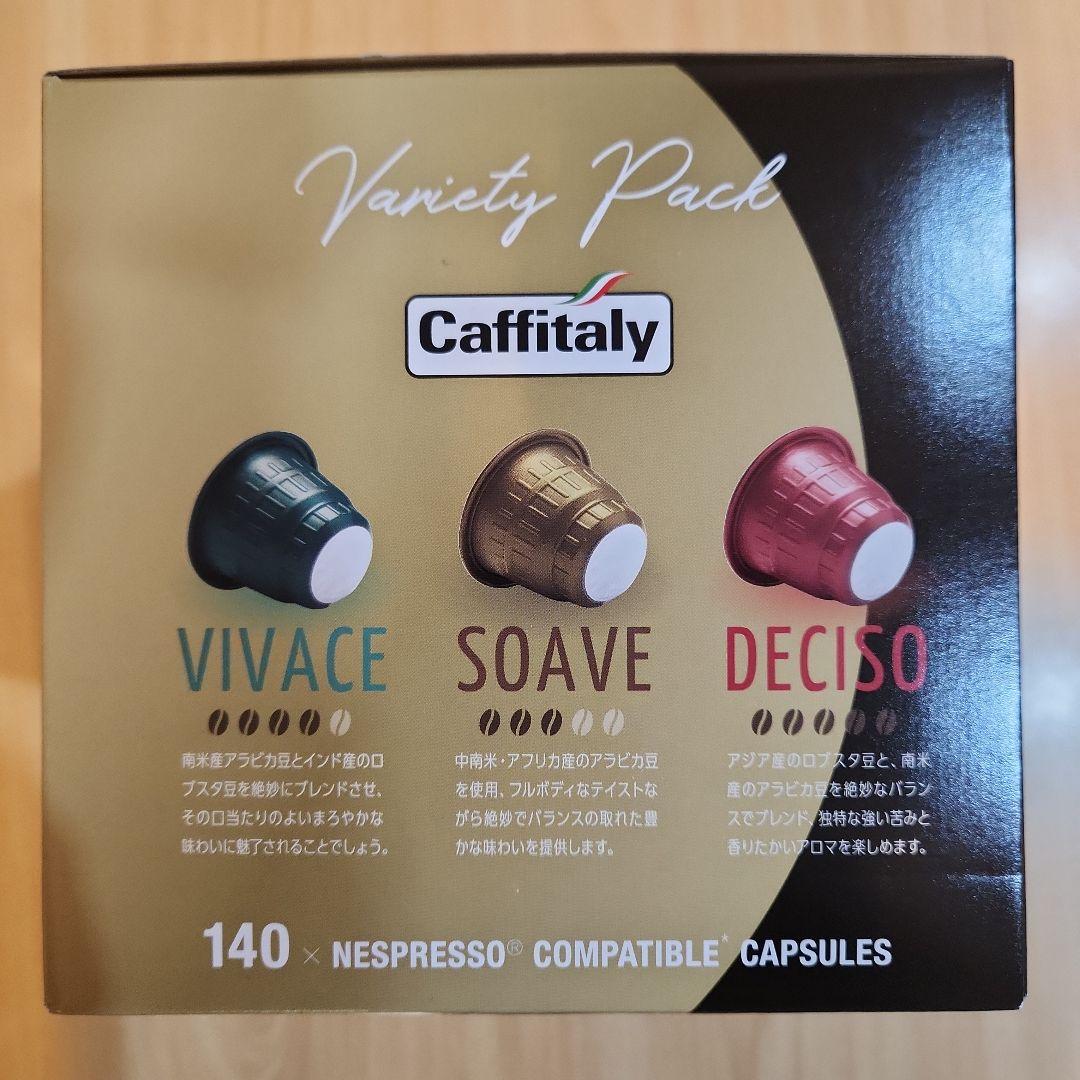 Variety Pack
Caffitaly
VIVACE
南米産アラビカ豆とインド産のロ
ブスタ豆を絶妙にブレンドさせ、
その口当たりのよいまろやかな
味わいに魅了されることでしょう。
SOAVE
中南米・アフリカ産のアラビカ豆
を使用、フルボディなテイストな
がら絶妙でバランスの取れた豊
かな味わいを提供します。
DECISO
アジア産のロブスタ豆と、南米
産のアラビカ豆を絶妙なバラン
スでブレンド、独特な強い苦みと
香りたかいアロマを楽しめます。
140 × NESPRESSO® COMPATIBLE* CAPSULES